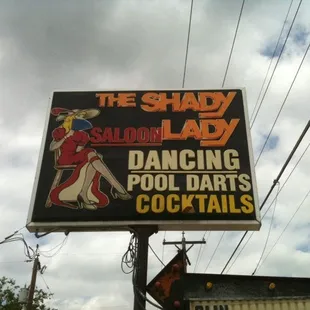 THE SHADY
SALOON LADY
DANCING
POOL DARTS
COCKTAILS